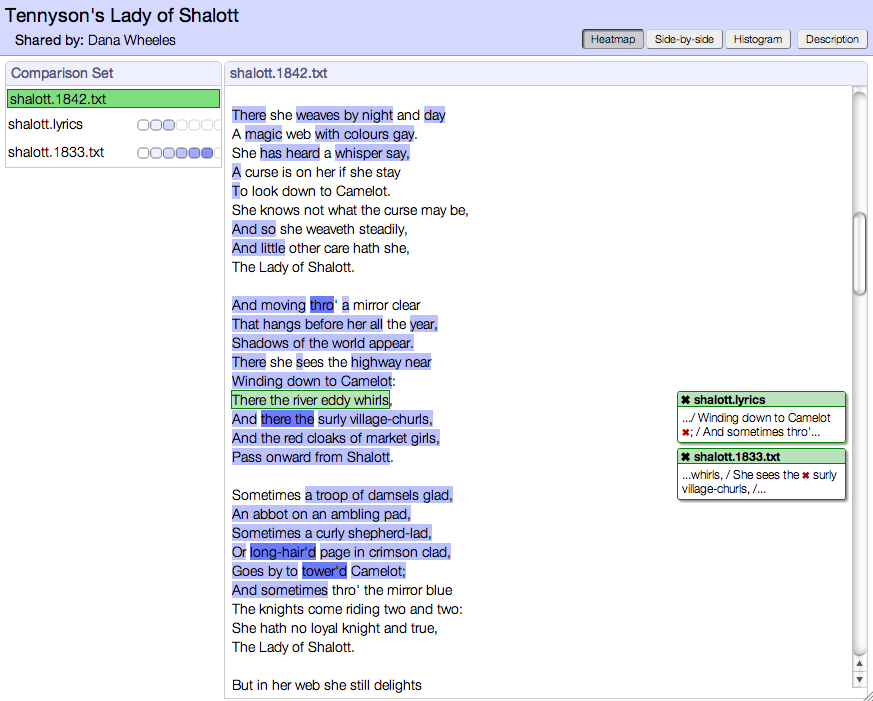 Tennyson's Lady of Shalott
Shared by: Dana Wheeles
Heatmap
Side-by-side
Histogram
Description
Comparison Set
shalott.1842.txt
shalott.lyrics
shalott.1833.txt
shalott.1842.txt
There she weaves by night and day
A magic web with colours gay.
She has heard a whisper say,
A curse is on her if she stay
To look down to Camelot.
She knows not what the curse may be,
And so she weaveth steadily,
And little other care hath she,
The Lady of Shalott.
And moving thro' a mirror clear
That hangs before her all the year,
Shadows of the world appear.
There she sees the highway near
Winding down to Camelot:
There the river eddy whirls,
And there the surly village-churls,
And the red cloaks of market girls,
Pass onward from Shalott.
Sometimes a troop of damsels glad,
An abbot on an ambling pad,
Sometimes a curly shepherd-lad,
Or long-hair'd page in crimson clad,
Goes by to tower'd Camelot;
And sometimes thro' the mirror blue
The knights come riding two and two:
She hath no loyal knight and true,
The Lady of Shalott.
But in her web she still delights
✖ shalott.lyrics
.../ Winding down to Camelot
✖; / And sometimes thro'...
✖ shalott.1833.txt
...whirls, / She sees the ✖ surly
village-churls, /...